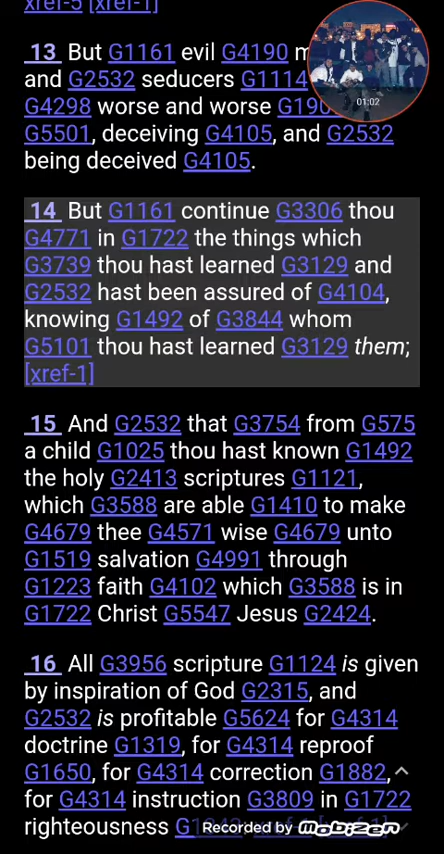 xref-5 [xref-1]
13 But G1161 evil G4190
and G2532 seducers G1114
G4298 worse and worse
01:02
G5501, deceiving G4105, and G2532
being deceived G4105.
14 But G1161 continue G3306 thou
G4771 in G1722 the things which
G3739 thou hast learned G3129 and
G2532 hast been assured of G4104,
knowing G1492 of G3844 whom
G5101 thou hast learned G3129 them;
[xref-1]
15 And G2532 that G3754 from G575
a child G1025 thou hast known G1492
the holy G2413 scriptures G1121,
which G3588 are able G1410 to make
G4679 thee G4571 wise G4679 unto
G1519 salvation G4991 through
G1223 faith G4102 which G3588 is in
G1722 Christ G5547 Jesus G2424.
16 All G3956 scripture G1124 is given
by inspiration of God G2315, and
G2532 is profitable G5624 for G4314
doctrine G1319, for G4314 reproof
G1650, for G4314 correction G1882,
for G4314 instruction G3809 in G1722
righteousness
Recorded by Mobizen